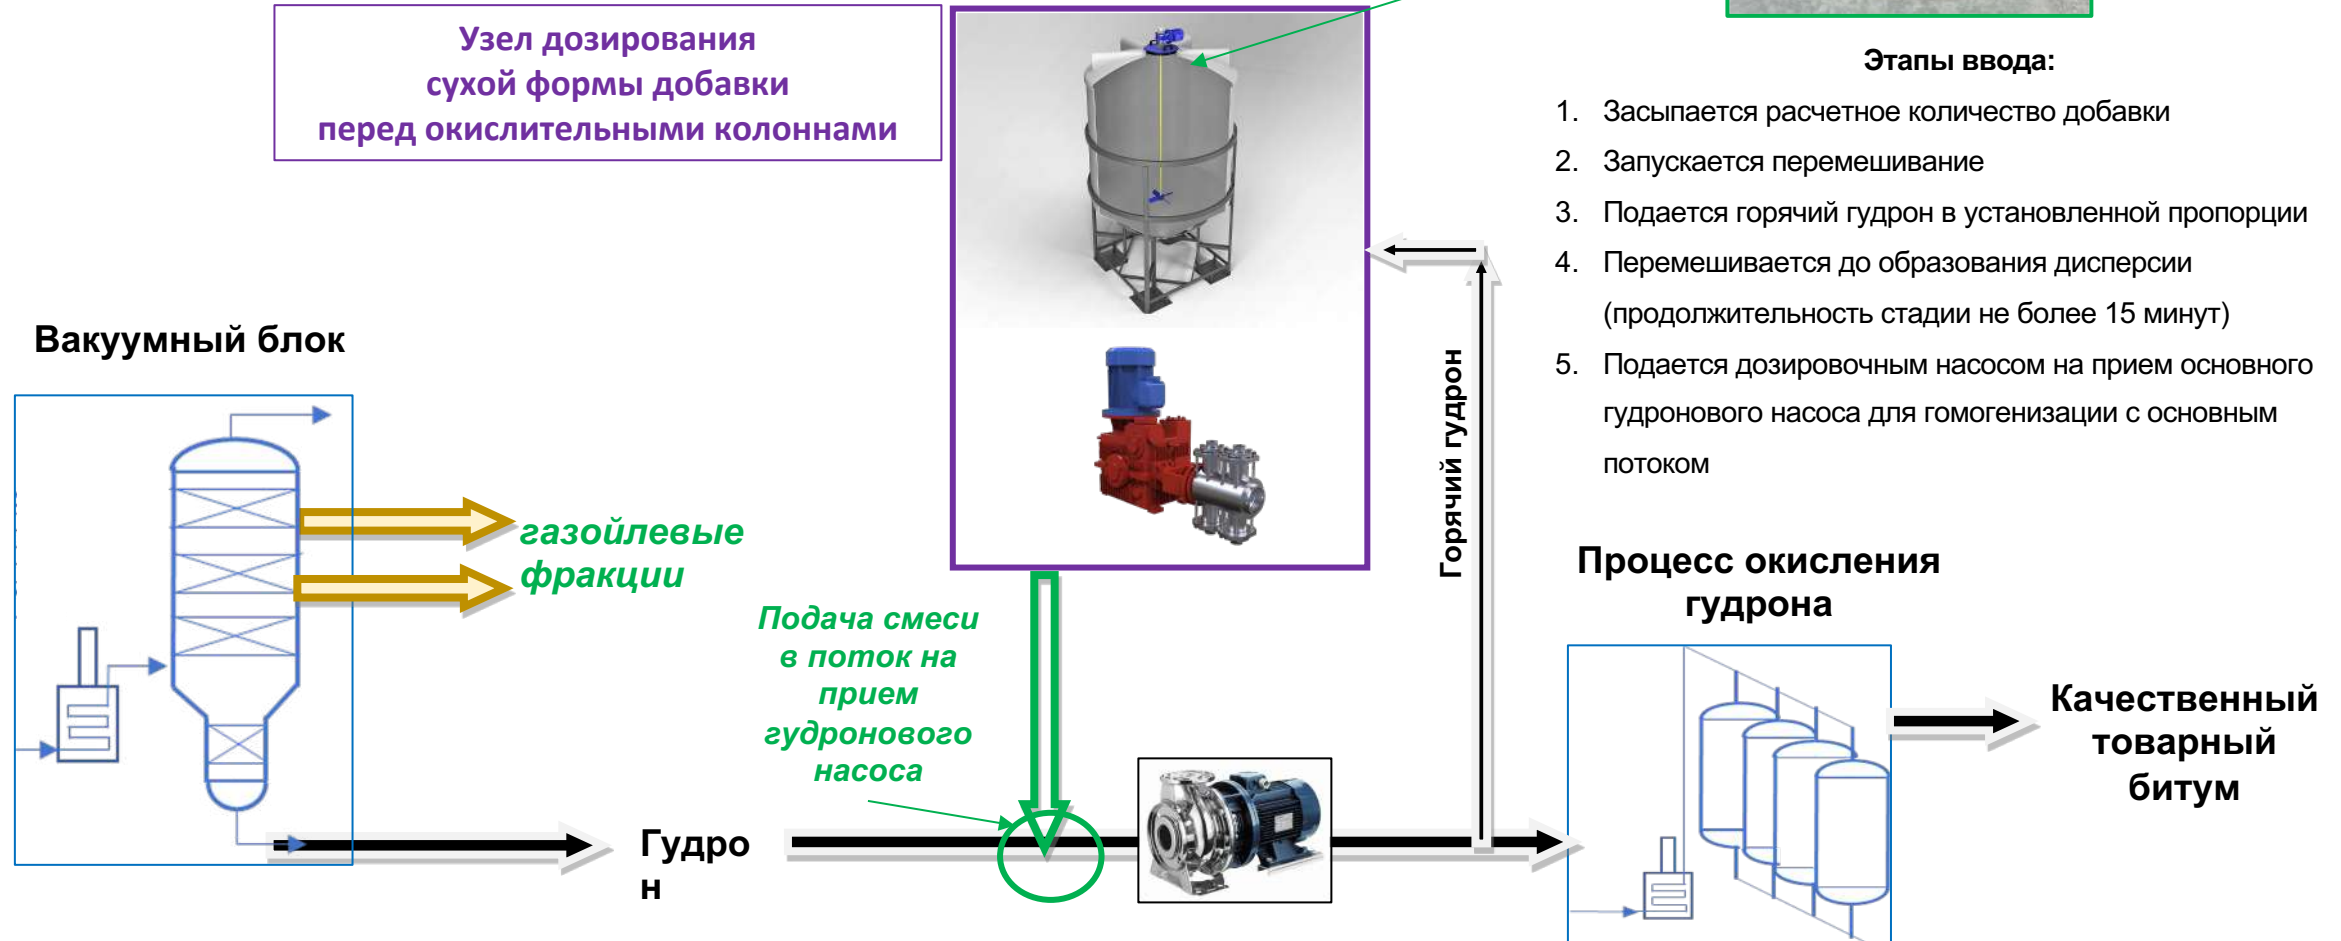 Узел дозирования
сухой формы добавки
перед окислительными колоннами
Этапы ввода:
1. Засыпается расчетное количество добавки
2. Запускается перемешивание
3. Подается горячий гудрон в установленной пропорции
4. Перемешивается до образования дисперсии
(продолжительность стадии не более 15 минут)
5. Подается дозировочным насосом на прием основного
гудронового насоса для гомогенизации с основным
потоком
Вакуумный блок
газойлевые
фракции
Горячий гудрон
Подача смеси
в поток на
прием
гудронового
насоса
Процесс окисления
гудрона
Качественный
товарный
битум
Гудро
н